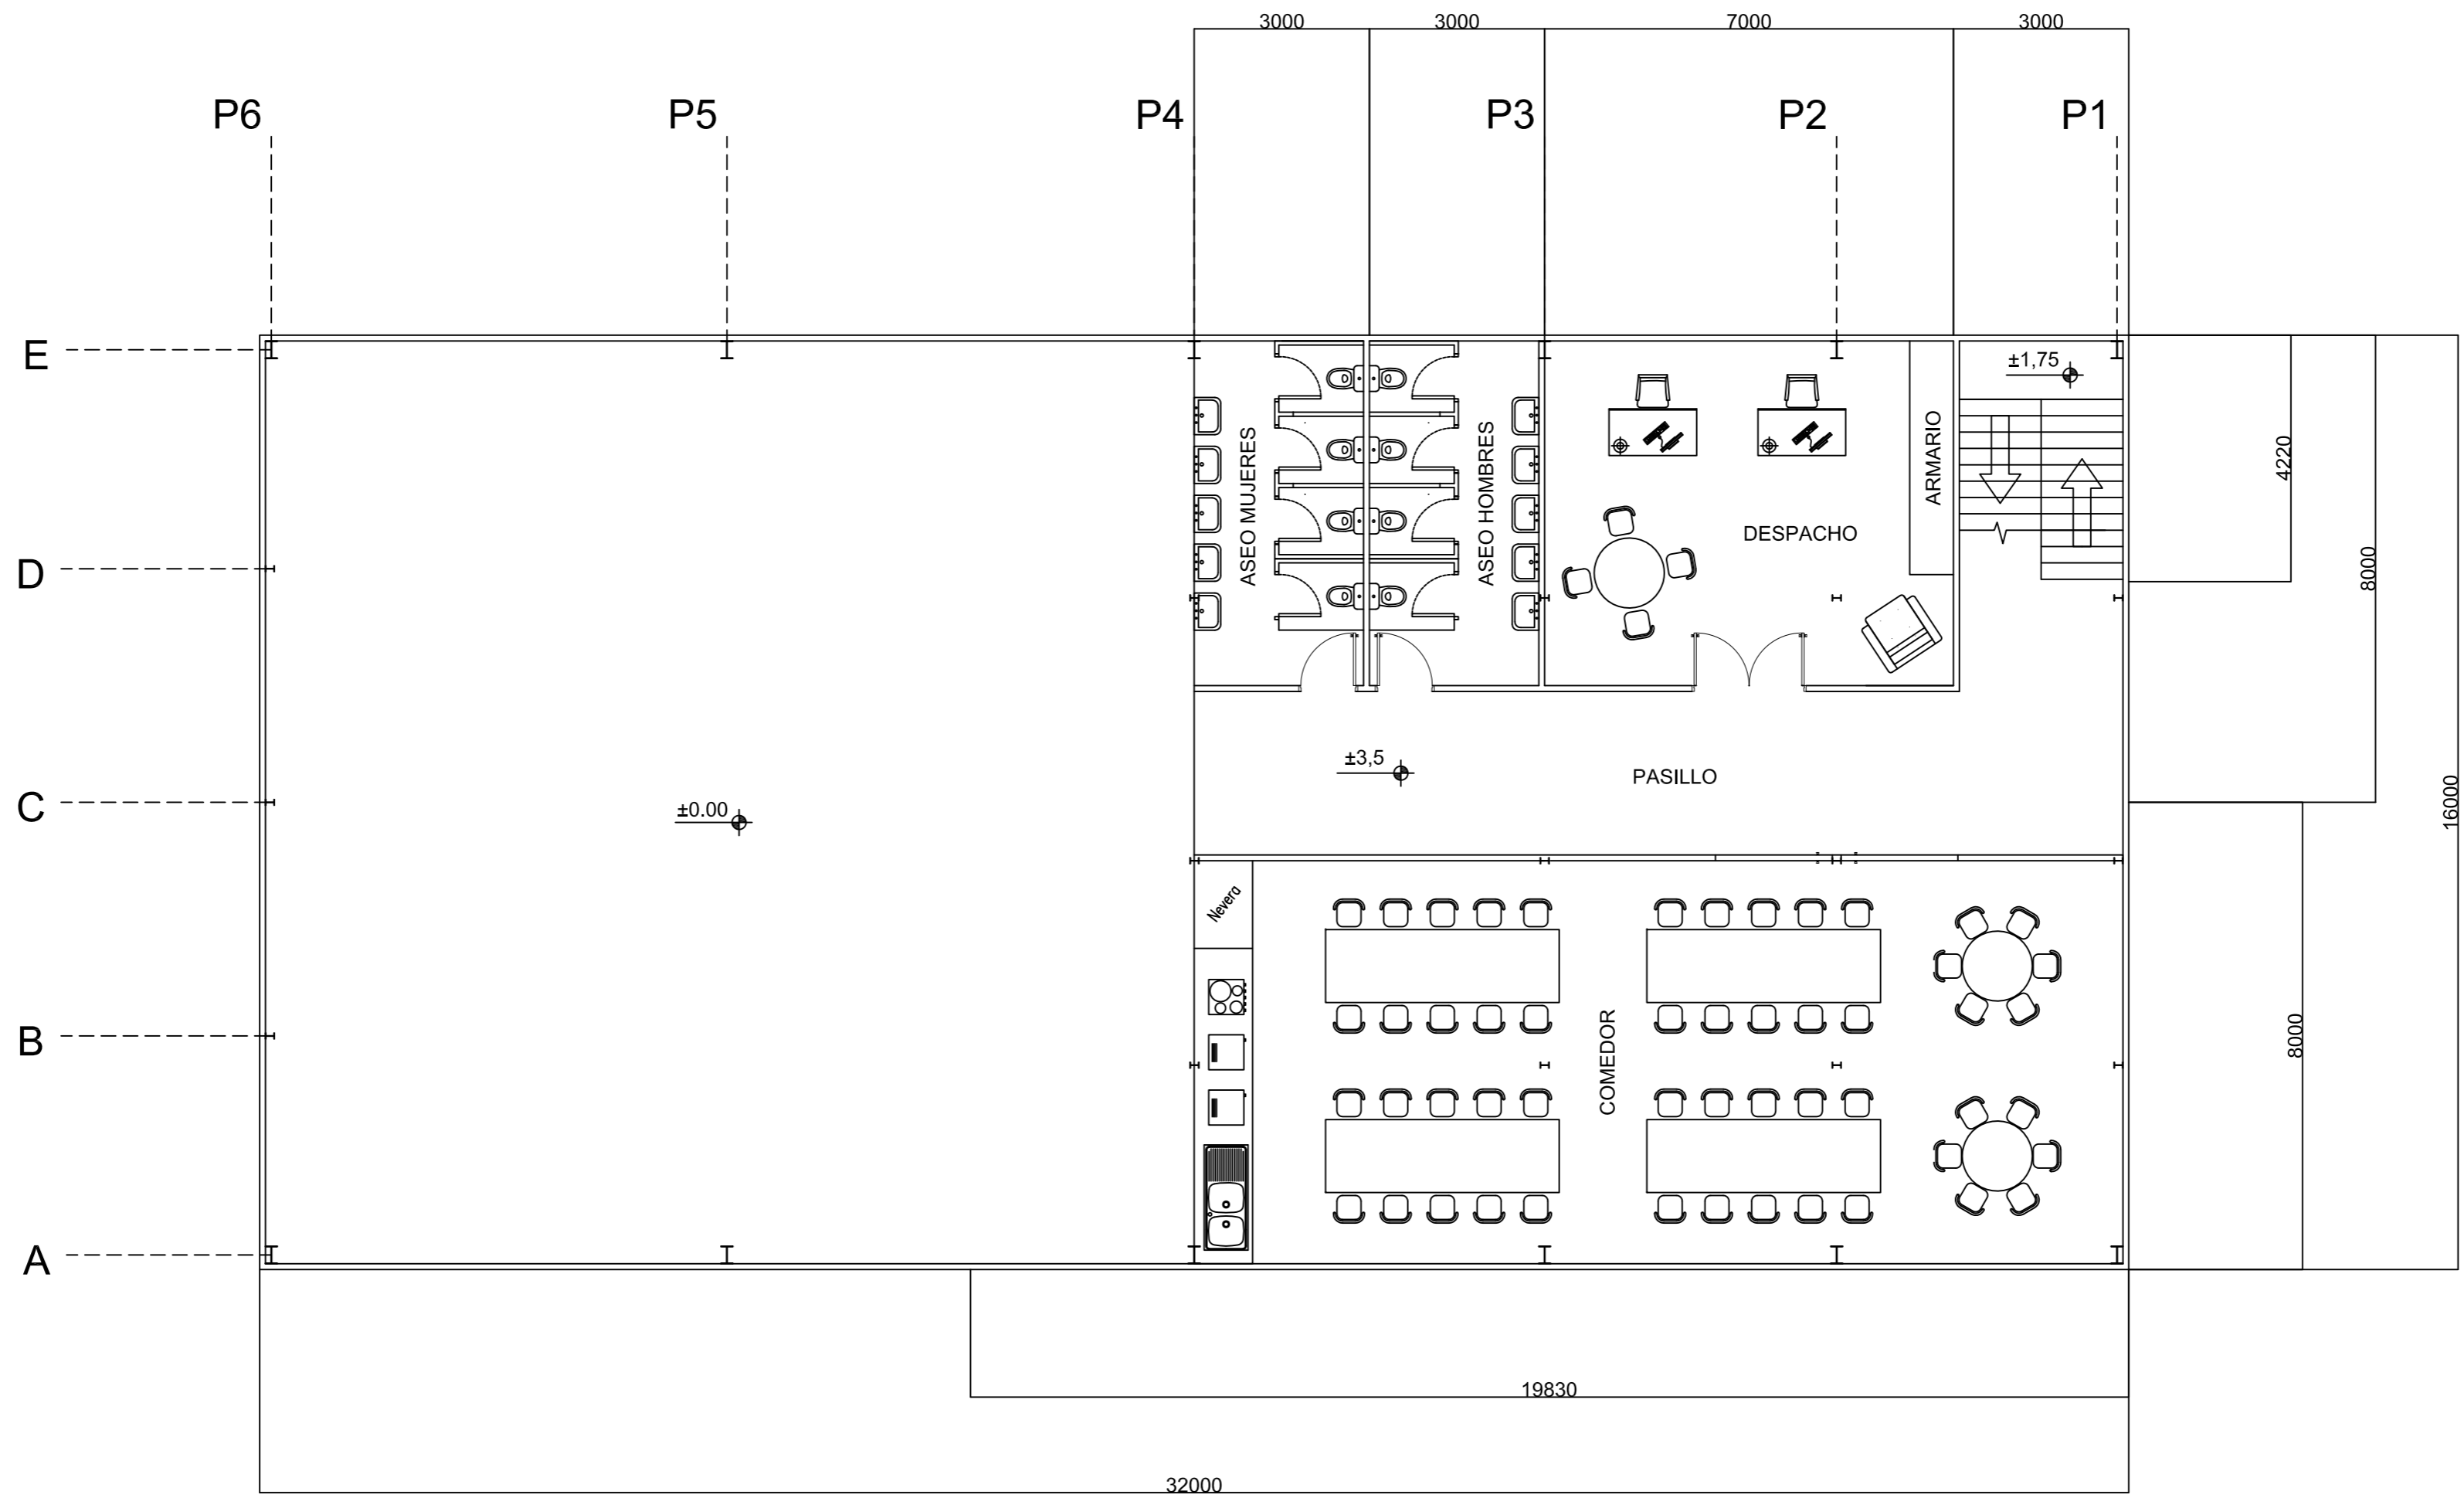 3000
3000
7000
3000
P6
P5
P4
P3
P2
P1
E
D
C
B
A
±1,75
ASEO MUJERES
ASEO HOMBRES
ARMARIO
DESPACHO
4220
8000
16000
±3,5
PASILLO
±0.00
Nevera
COMEDOR
8000
19830
32000